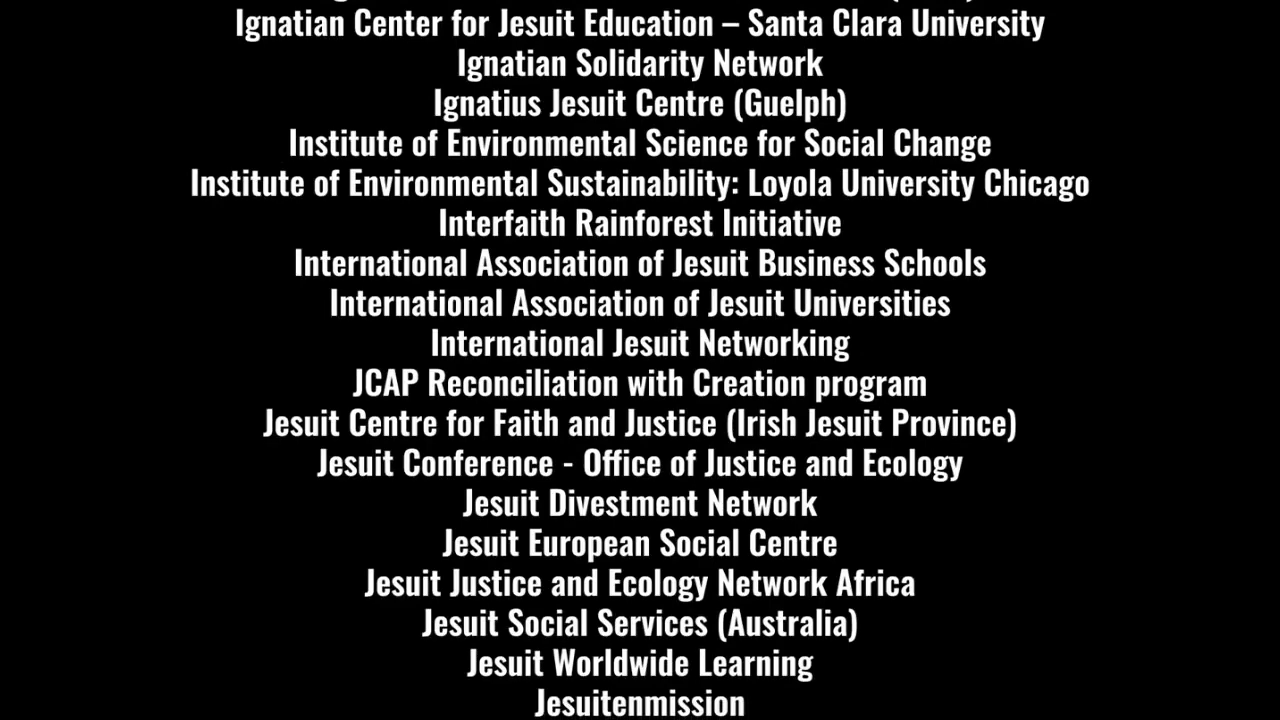 Ignatian Center for Jesuit Education – Santa Clara University
Ignatian Solidarity Network
Ignatius Jesuit Centre (Guelph)
Institute of Environmental Science for Social Change
Institute of Environmental Sustainability: Loyola University Chicago
Interfaith Rainforest Initiative
International Association of Jesuit Business Schools
International Association of Jesuit Universities
International Jesuit Networking
JCAP Reconciliation with Creation program
Jesuit Centre for Faith and Justice (Irish Jesuit Province)
Jesuit Conference - Office of Justice and Ecology
Jesuit Divestment Network
Jesuit European Social Centre
Jesuit Justice and Ecology Network Africa
Jesuit Social Services (Australia)
Jesuit Worldwide Learning
Jesuitenmission